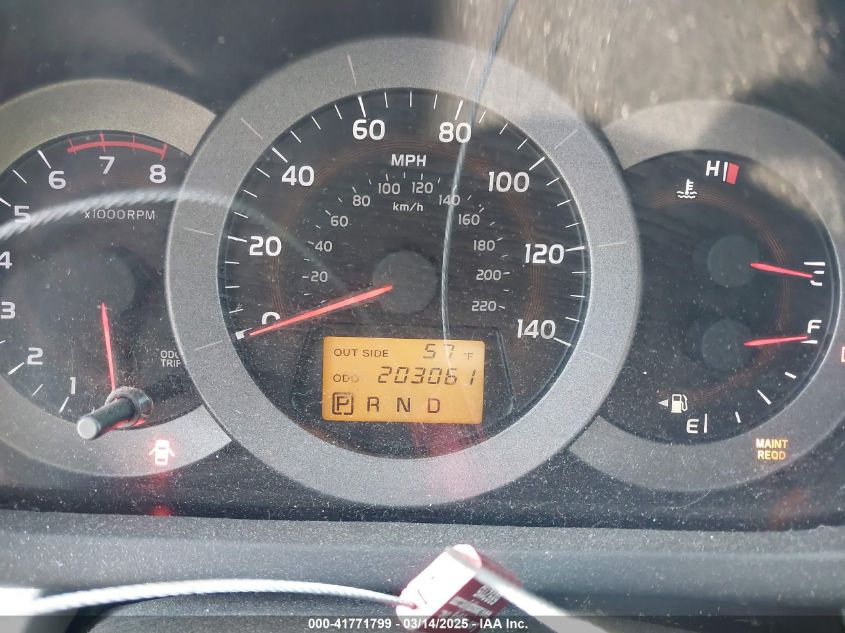 5
6
7
8
x1000RPM
4
3
2
1
ODO
TRIP
0
20
40
60
80
100
120
140
MPH
km/h
20
40
60
80
100
120
140
160
180
200
220
OUT SIDE 57 °F
ODO 203061
P R N D
H
C
F
E
MAINT
REQD
000-41771799 - 03/14/2025 - IAA Inc.